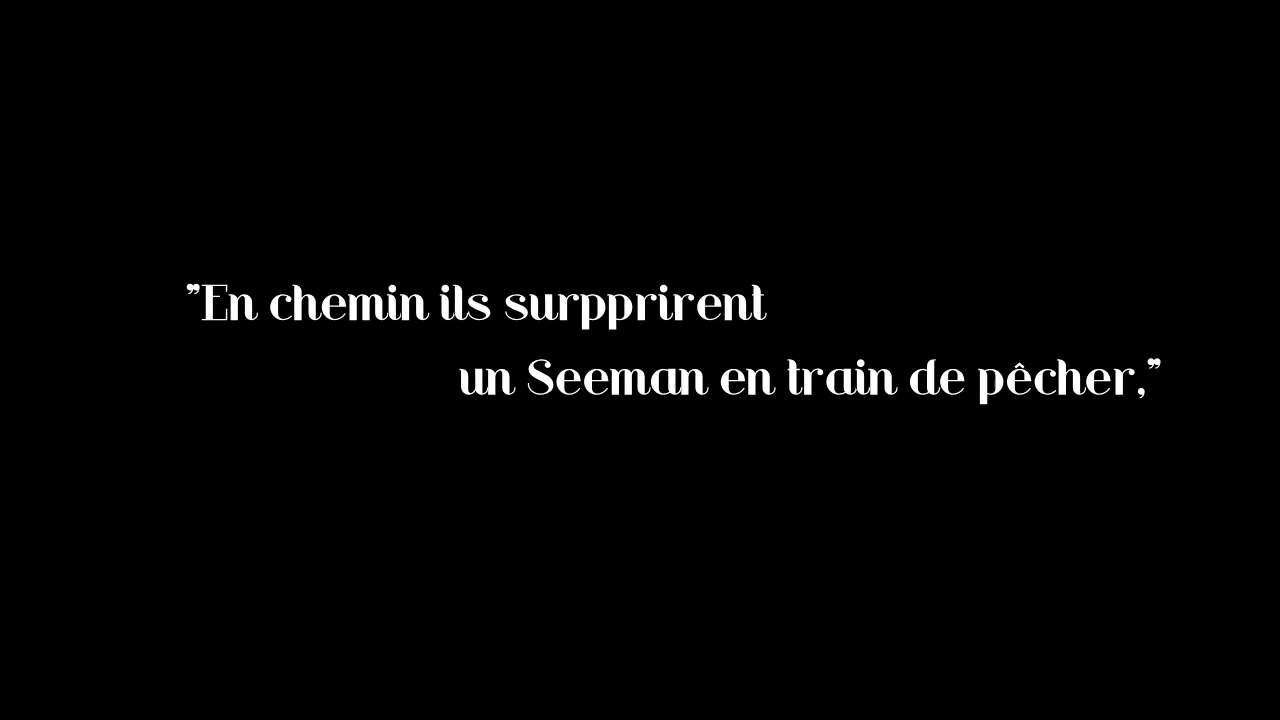 "En chemin ils surpprirent
un Seeman en train de pêcher,"